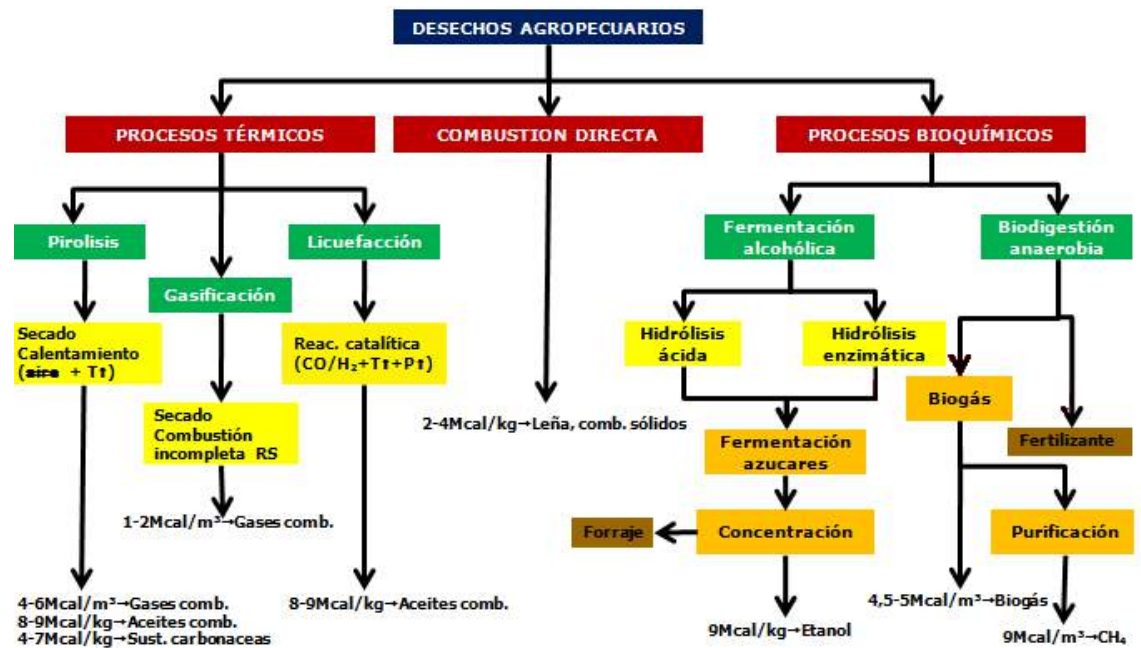 DESECHOS AGROPECUARIOS
PROCESOS TÉRMICOS
COMBUSTION DIRECTA
PROCESOS BIOQUÍMICOS
Pirolisis
Licuefacción
Fermentación
alcohólica
Biodigestión
anaerobia
Gasificación
Secado
Calentamiento
(aire + T⬆)
Reac. catalítica
(CO/H₂+T⬆+P⬆)
Hidrólisis
ácida
Hidrólisis
enzimática
Biogás
Secado
Combustión
incompleta RS
2-4Mcal/kg→Leña, comb. sólidos
Fermentación
azucares
Fertilizante
1-2Mcal/m³→Gases comb.
Forraje
Concentración
Purificación
4-6Mcal/m³→Gases comb.
8-9Mcal/kg→Aceites comb.
4-7Mcal/kg→Sust. carbonaceas
8-9Mcal/kg→Aceites comb.
9Mcal/kg→Etanol
4,5-5Mcal/m³→Biogás
9Mcal/m³→CH₄